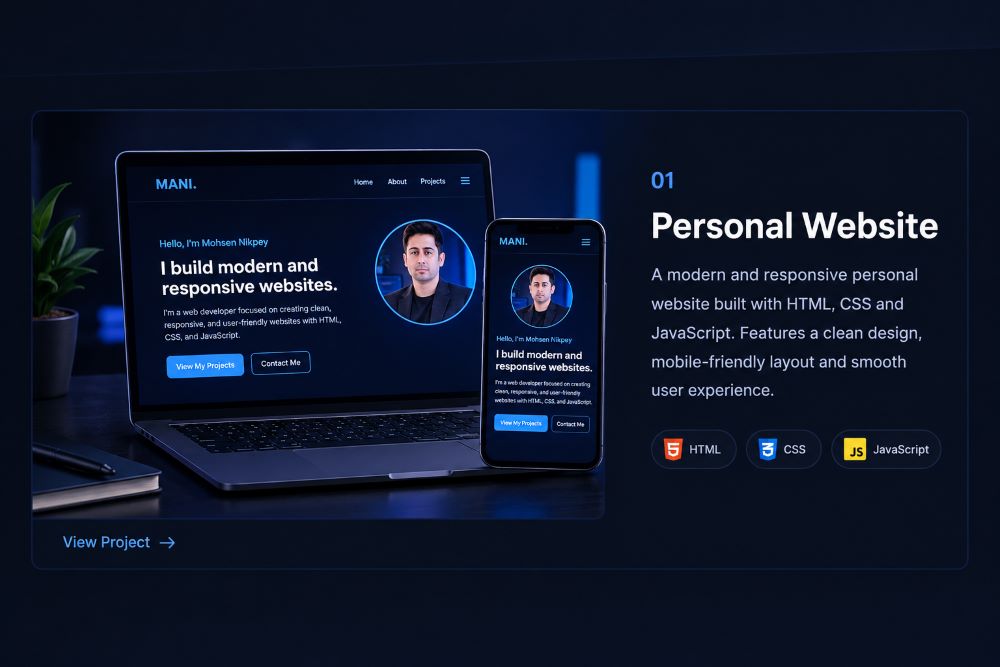 MANI.
Home About Projects
Hello, I'm Mohsen Nikpey
I build modern and
responsive websites.
I'm a web developer focused on creating clean,
responsive, and user-friendly websites with HTML,
CSS, and JavaScript.
View My Projects Contact Me
MANI.
Hello, I'm Mohsen Nikpey
I build modern and
responsive websites.
I'm a web developer focused on creating
clean, responsive, and user-friendly
websites with HTML, CSS, and JavaScript.
View My Projects Contact Me
View Project →
01
Personal Website
A modern and responsive personal
website built with HTML, CSS and
JavaScript. Features a clean design,
mobile-friendly layout and smooth
user experience.
5 HTML 3 CSS JS JavaScript